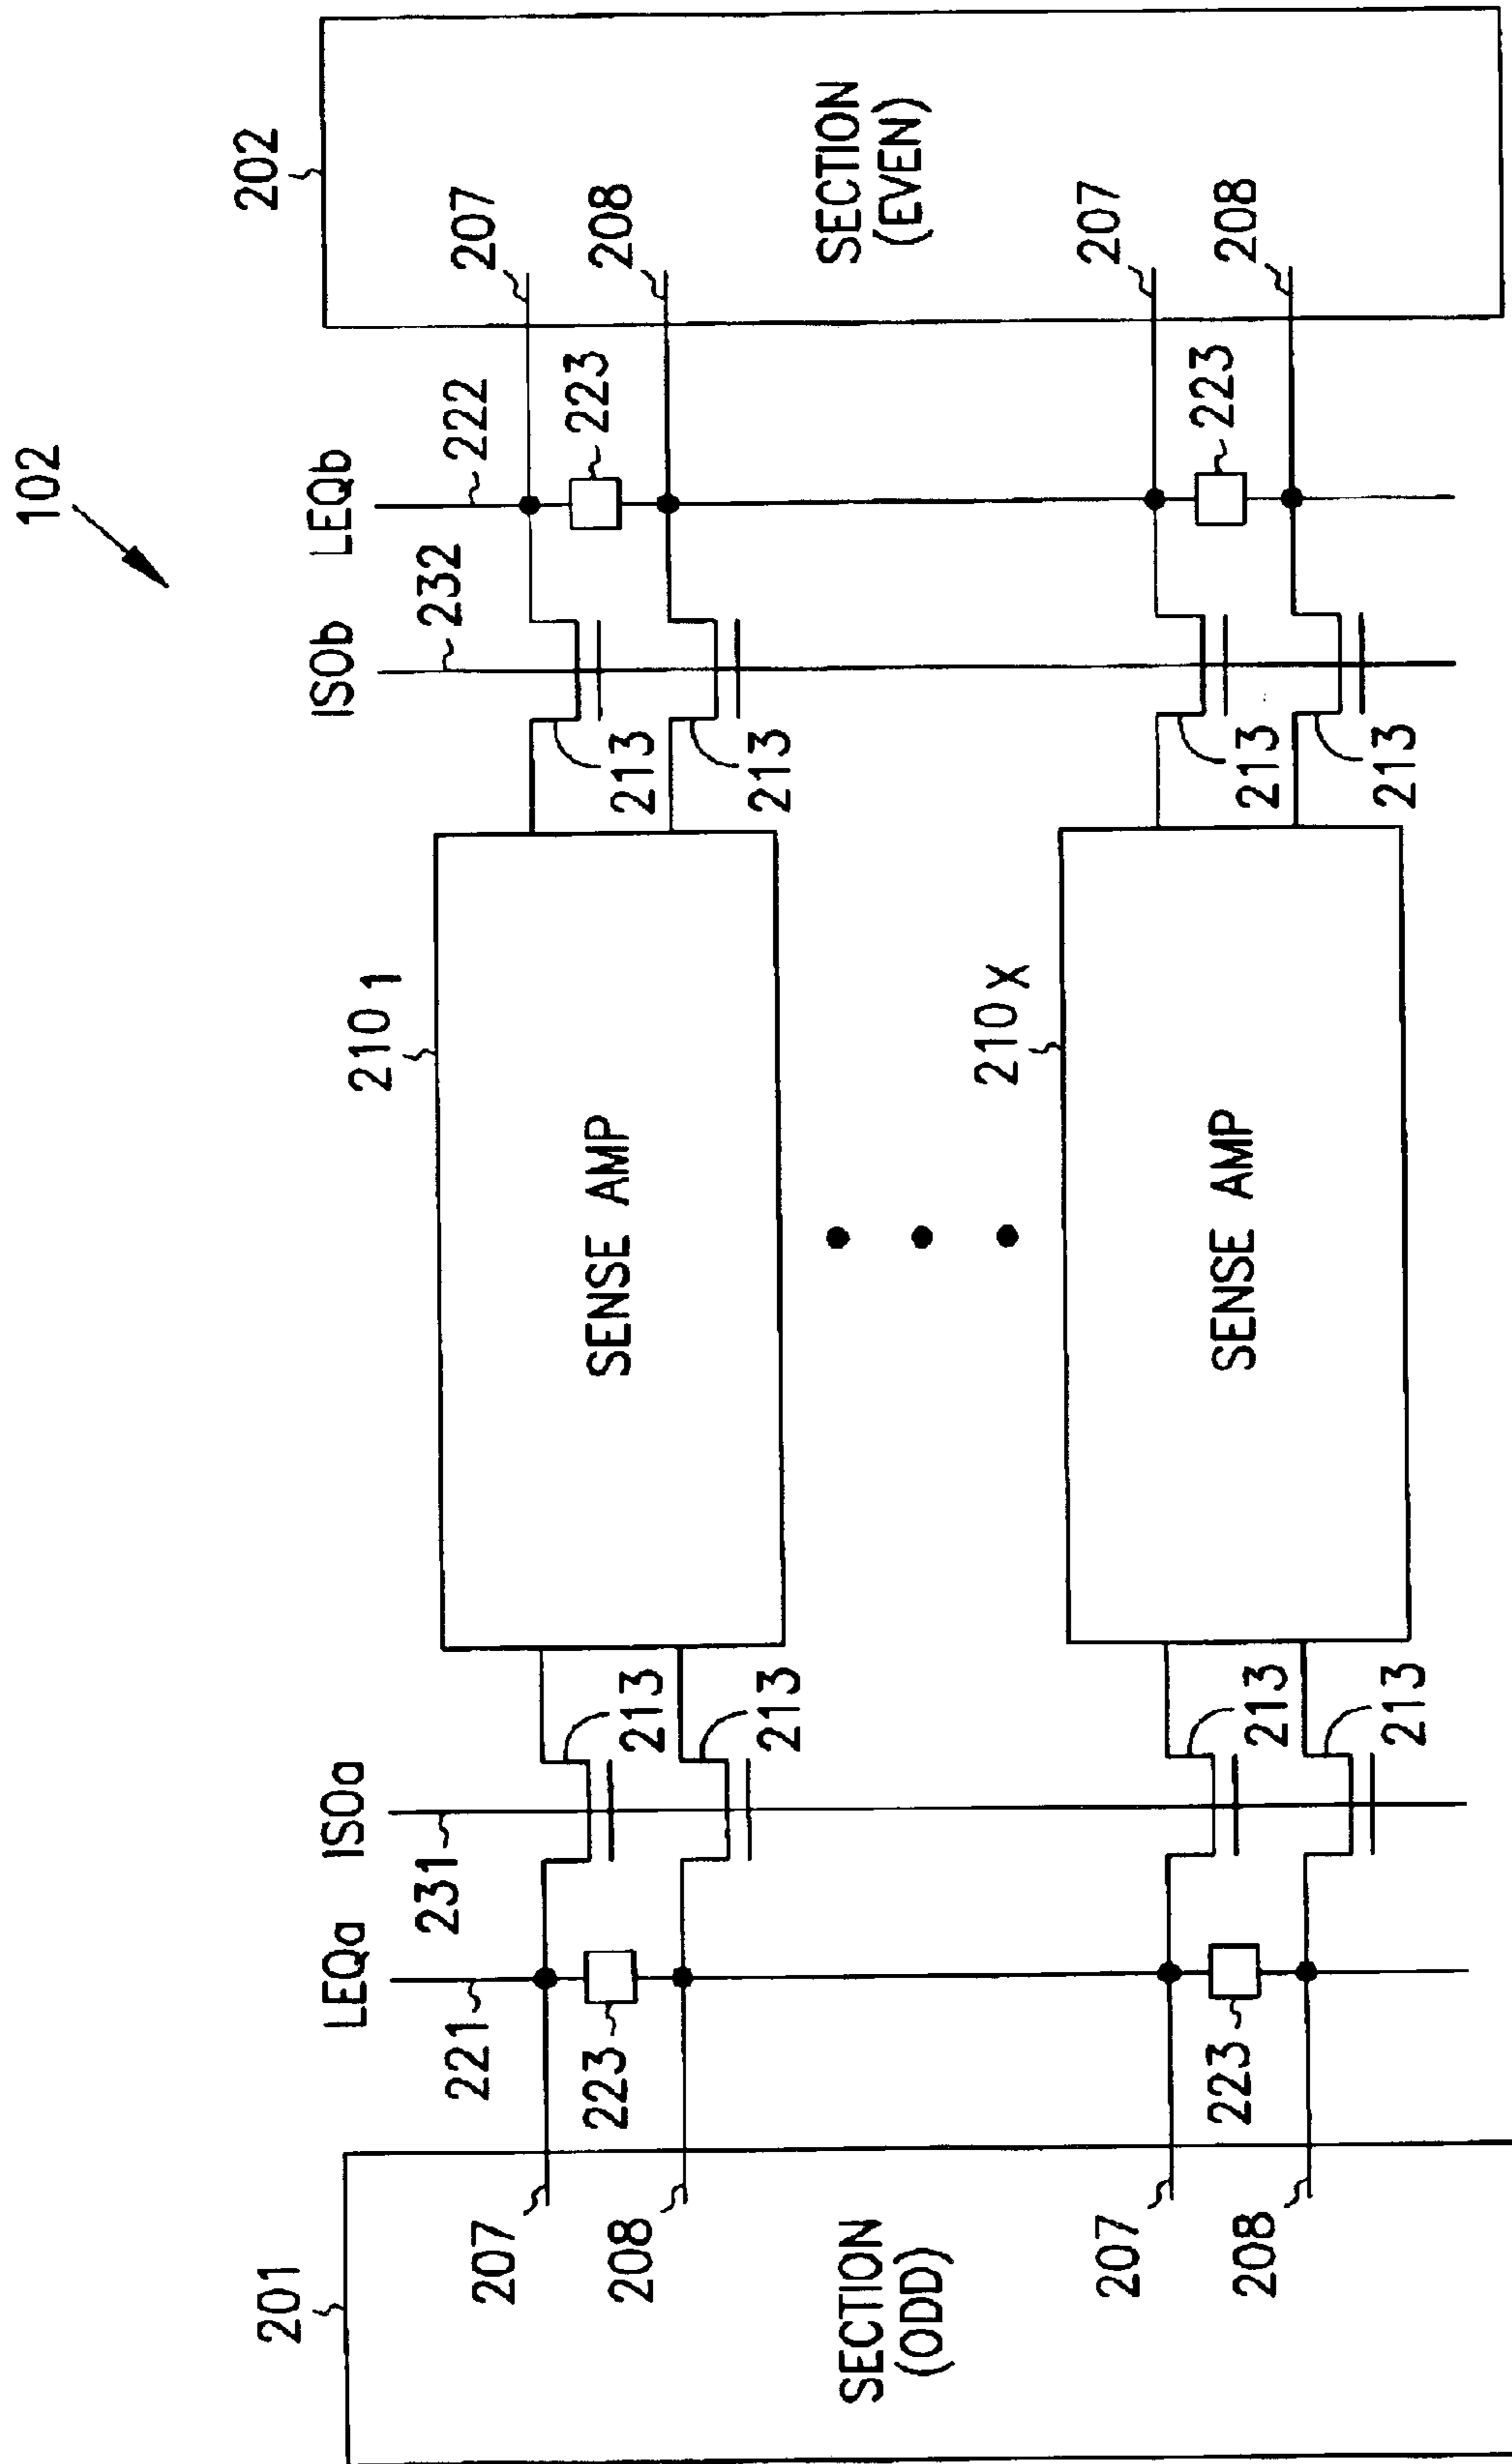 102
202
201
LEQa
ISOa
ISOb
LEQb
221
231
232
222
210 1
207
207
223
213
213
223
208
208
213
213
SENSE AMP
SECTION
(ODD)
SECTION
(EVEN)
210 X
207
207
223
213
213
223
208
208
213
213
SENSE AMP